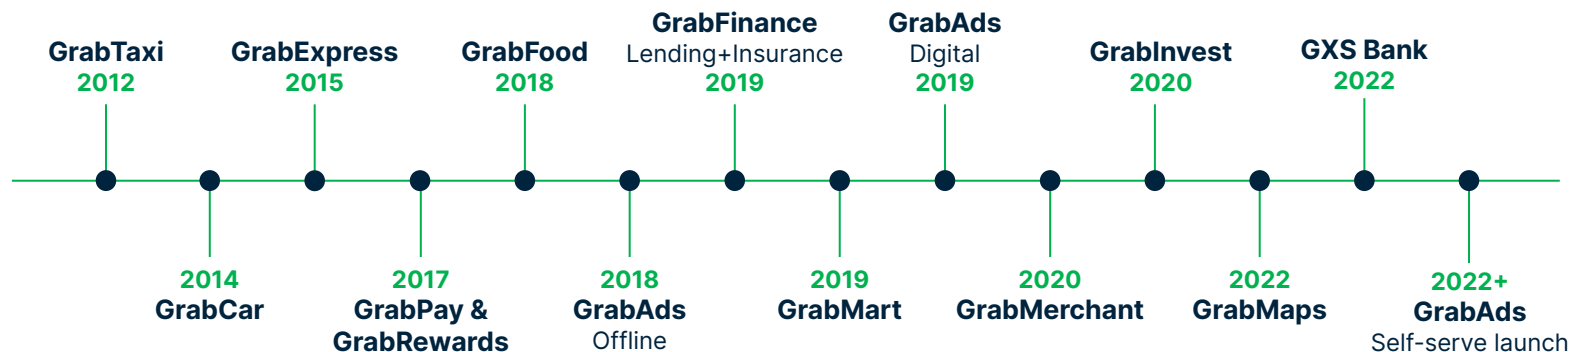 GrabTaxi
2012
2014
GrabCar
GrabExpress
2015
2017
GrabPay &
GrabRewards
GrabFood
2018
2018
GrabAds
Offline
GrabFinance
Lending+Insurance
2019
2019
GrabMart
GrabAds
Digital
2019
2020
GrabMerchant
GrabInvest
2020
2022
GrabMaps
GXS Bank
2022
2022+
GrabAds
Self-serve launch